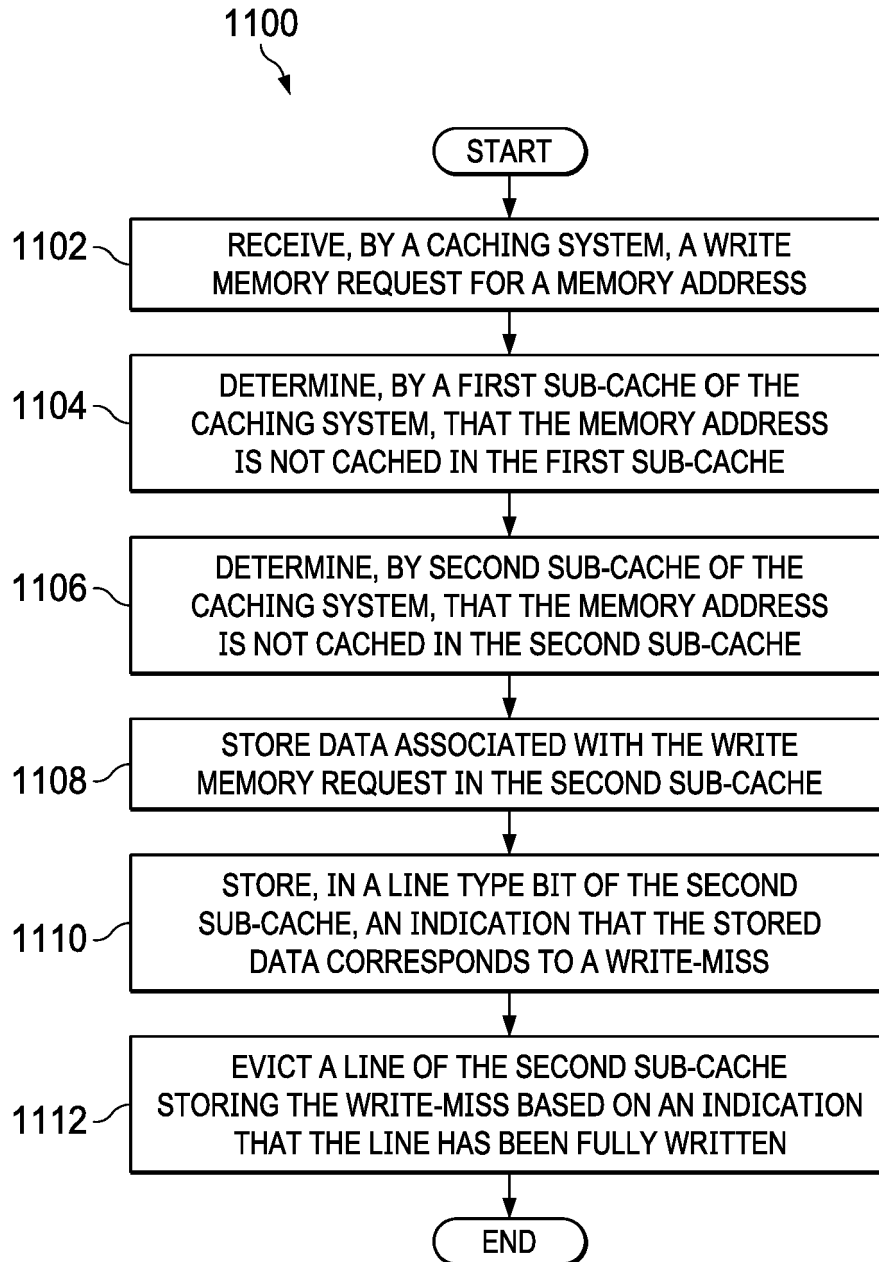 1100
START
1102
RECEIVE, BY A CACHING SYSTEM, A WRITE
MEMORY REQUEST FOR A MEMORY ADDRESS
1104
DETERMINE, BY A FIRST SUB-CACHE OF THE
CACHING SYSTEM, THAT THE MEMORY ADDRESS
IS NOT CACHED IN THE FIRST SUB-CACHE
1106
DETERMINE, BY SECOND SUB-CACHE OF THE
CACHING SYSTEM, THAT THE MEMORY ADDRESS
IS NOT CACHED IN THE SECOND SUB-CACHE
1108
STORE DATA ASSOCIATED WITH THE WRITE
MEMORY REQUEST IN THE SECOND SUB-CACHE
1110
STORE, IN A LINE TYPE BIT OF THE SECOND
SUB-CACHE, AN INDICATION THAT THE STORED
DATA CORRESPONDS TO A WRITE-MISS
1112
EVICT A LINE OF THE SECOND SUB-CACHE
STORING THE WRITE-MISS BASED ON AN INDICATION
THAT THE LINE HAS BEEN FULLY WRITTEN
END